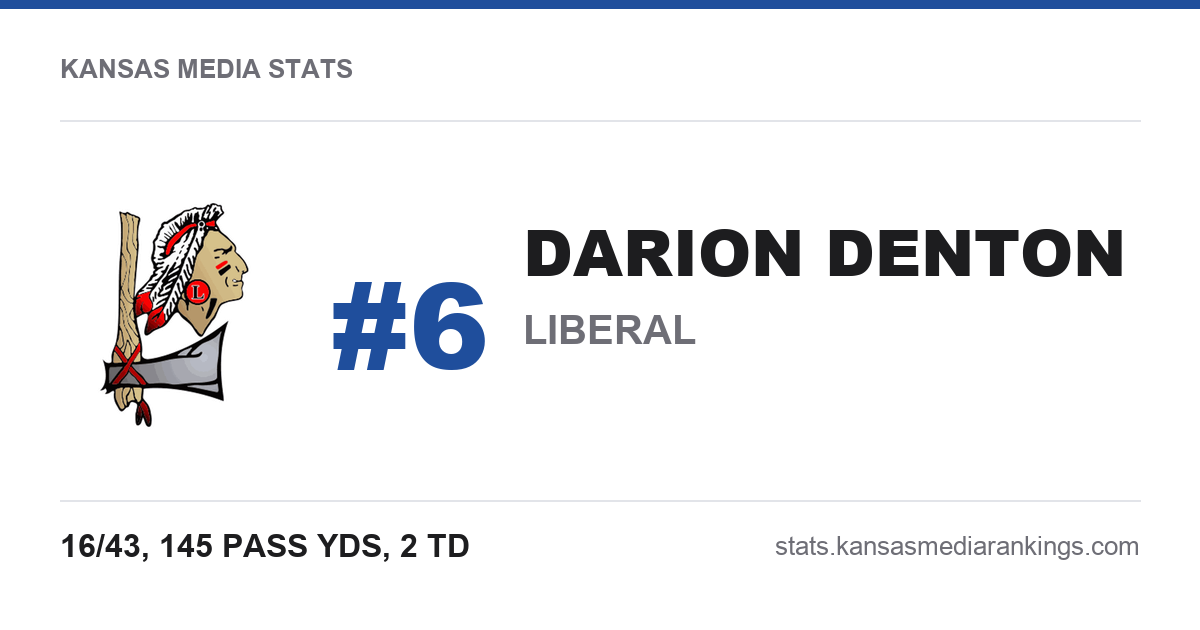 KANSAS MEDIA STATS
L
#6
DARION DENTON
LIBERAL
16/43, 145 PASS YDS, 2 TD
stats.kansasmediarankings.com